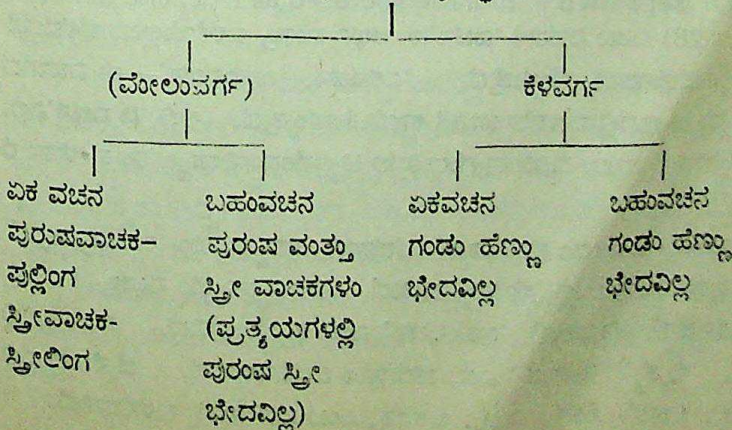 (ಮೇಲುವರ್ಗ)
ಕೆಳವರ್ಗ
ಏಕ ವಚನ
ಪುರುಷವಾಚಕ–
ಪುಲ್ಲಿಂಗ
ಸ್ತ್ರೀವಾಚಕ-
ಸ್ತ್ರೀಲಿಂಗ
ಬಹುವಚನ
ಪುರುಷ ಮತ್ತು
ಸ್ತ್ರೀ ವಾಚಕಗಳು
(ಪ್ರತ್ಯಯಗಳಲ್ಲಿ
ಪುರುಷ ಸ್ತ್ರೀ
ಭೇದವಿಲ್ಲ)
ಏಕವಚನ
ಗಂಡು ಹೆಣ್ಣು
ಭೇದವಿಲ್ಲ
ಬಹುವಚನ
ಗಂಡು ಹೆಣ್ಣು
ಭೇದವಿಲ್ಲ